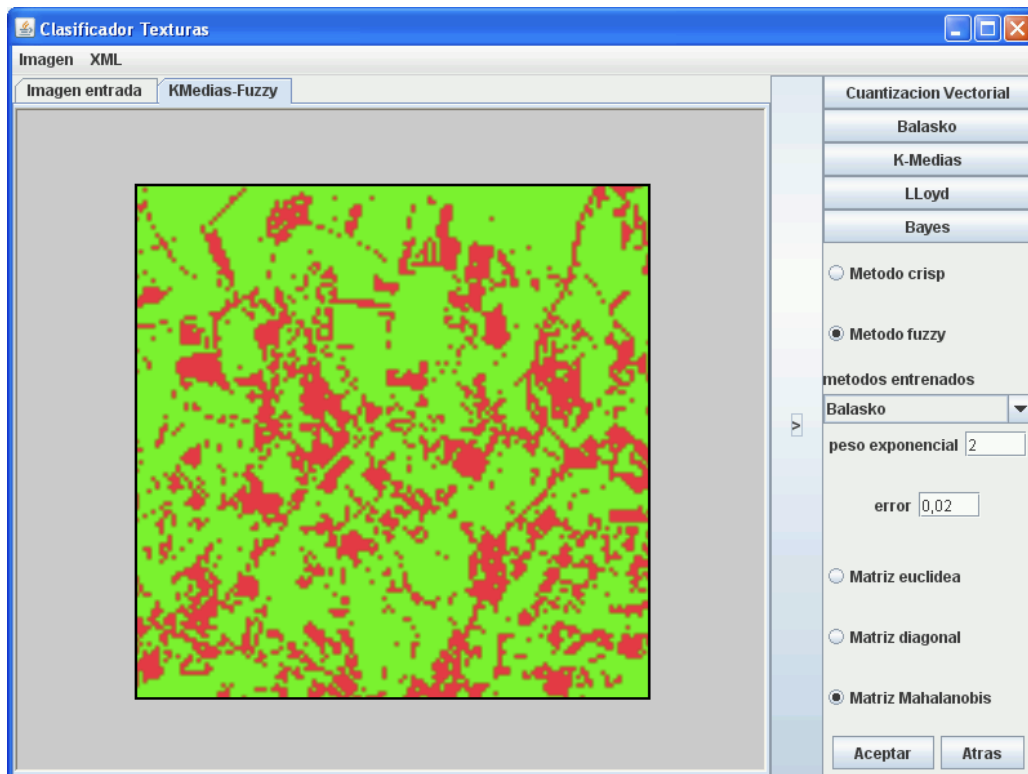 Clasificador Texturas
Imagen XML
Imagen entrada KMedias-Fuzzy
>
Cuantizacion Vectorial
Balasko
K-Medias
LLoyd
Bayes
Metodo crisp
Metodo fuzzy
metodos entrenados
Balasko
peso exponencial 2
error 0,02
Matriz euclidea
Matriz diagonal
Matriz Mahalanobis
Aceptar Atras